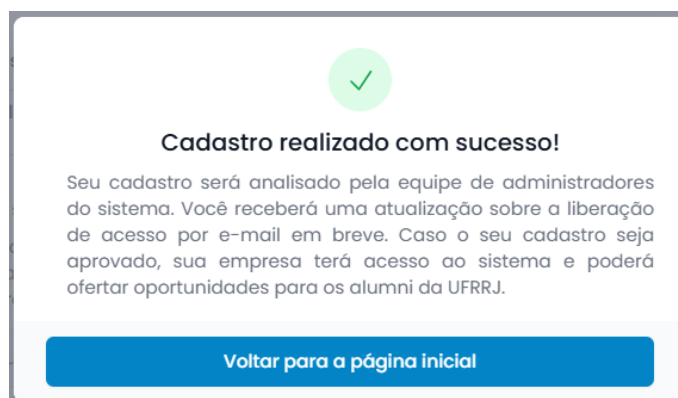 Cadastro realizado com sucesso!
Seu cadastro será analisado pela equipe de administradores
do sistema. Você receberá uma atualização sobre a liberação
de acesso por e-mail em breve. Caso o seu cadastro seja
aprovado, sua empresa terá acesso ao sistema e poderá
ofertar oportunidades para os alumni da UFRRJ.
Voltar para a página inicial